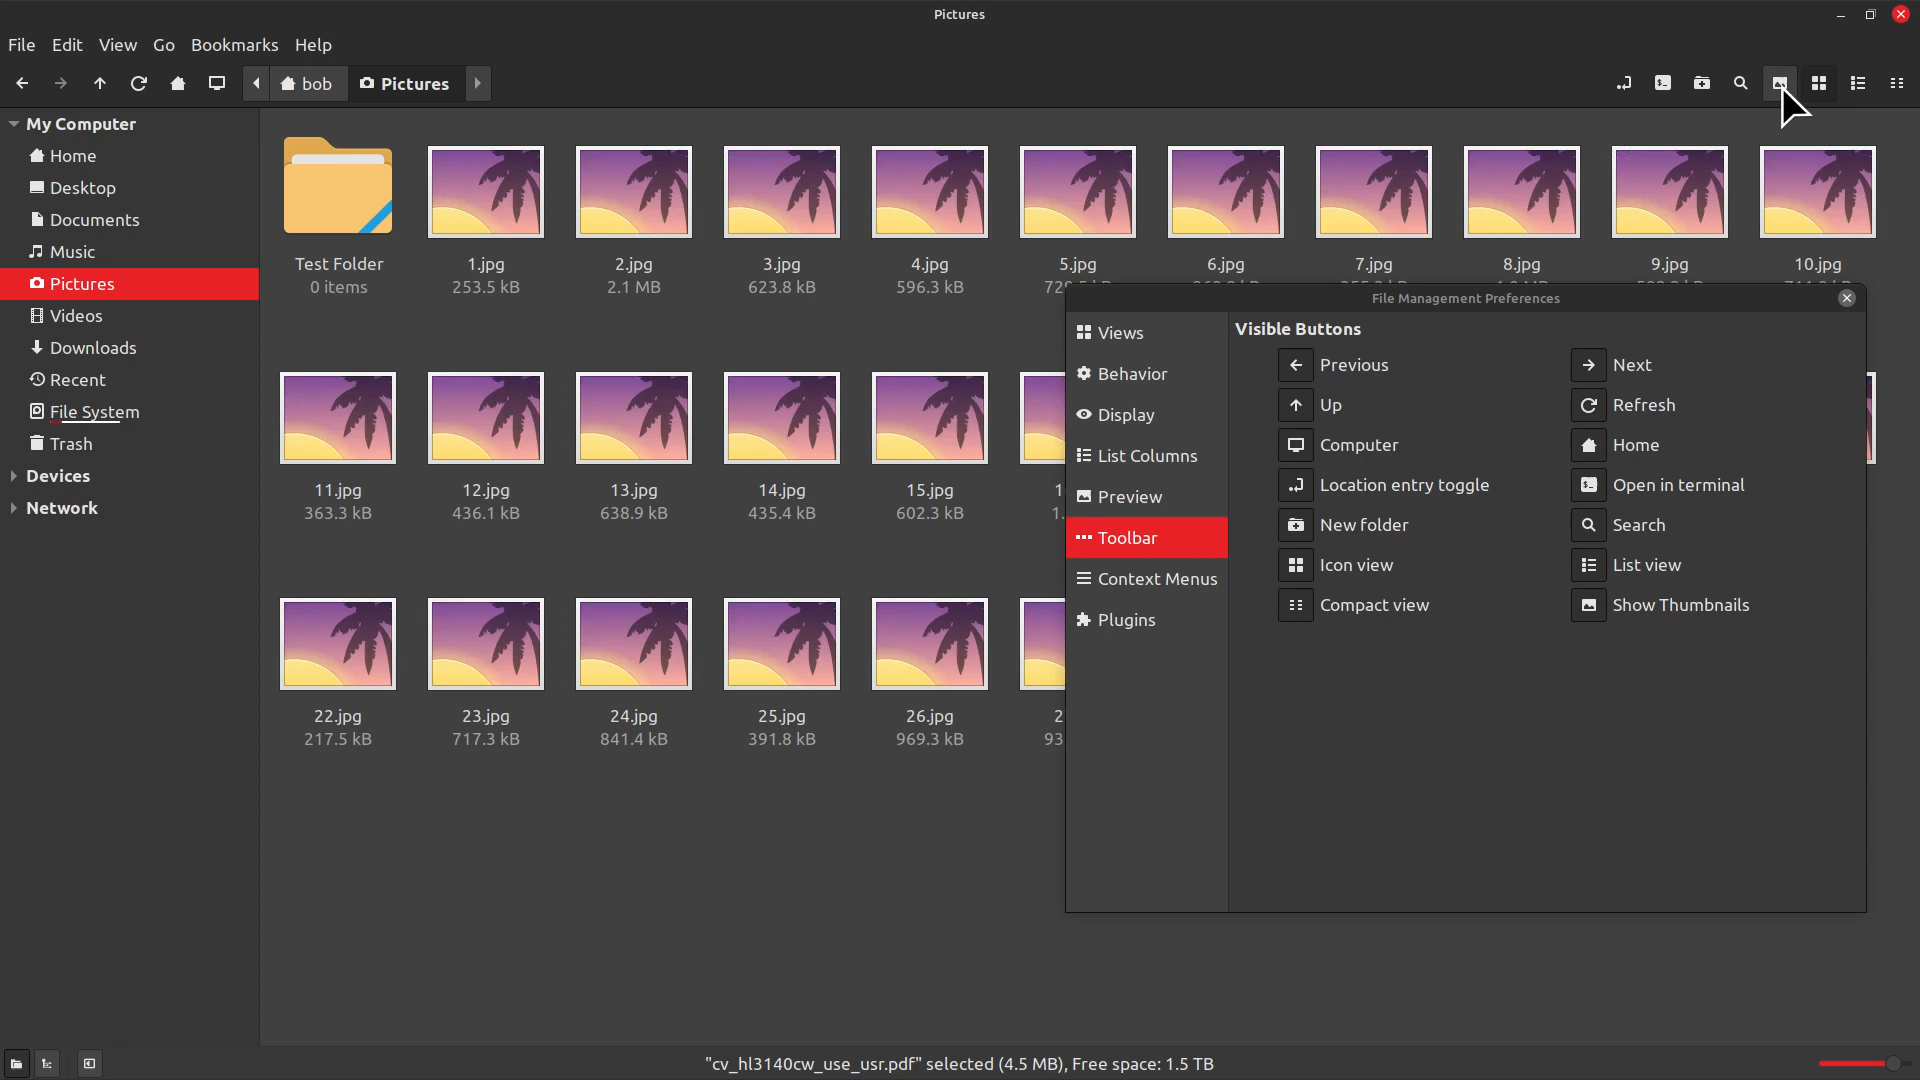 Pictures
File Edit View Go Bookmarks Help
bob Pictures
My Computer
Home
Desktop
Documents
Music
Pictures
Videos
Downloads
Recent
File System
Trash
Devices
Network
Test Folder 1.jpg 2.jpg 3.jpg 4.jpg 5.jpg 6.jpg 7.jpg 8.jpg 9.jpg 10.jpg
0 items 253.5 kB 2.1 MB 623.8 kB 596.3 kB
11.jpg 12.jpg 13.jpg 14.jpg 15.jpg
363.3 kB 436.1 kB 638.9 kB 435.4 kB 602.3 kB
22.jpg 23.jpg 24.jpg 25.jpg 26.jpg
217.5 kB 717.3 kB 841.4 kB 391.8 kB 969.3 kB
File Management Preferences
Views
Behavior
Display
List Columns
Preview
Toolbar
Context Menus
Plugins
Visible Buttons
Previous Next
Up Refresh
Computer Home
Location entry toggle Open in terminal
New folder Search
Icon view List view
Compact view Show Thumbnails
"cv_hl3140cw_use_usr.pdf" selected (4.5 MB), Free space: 1.5 TB